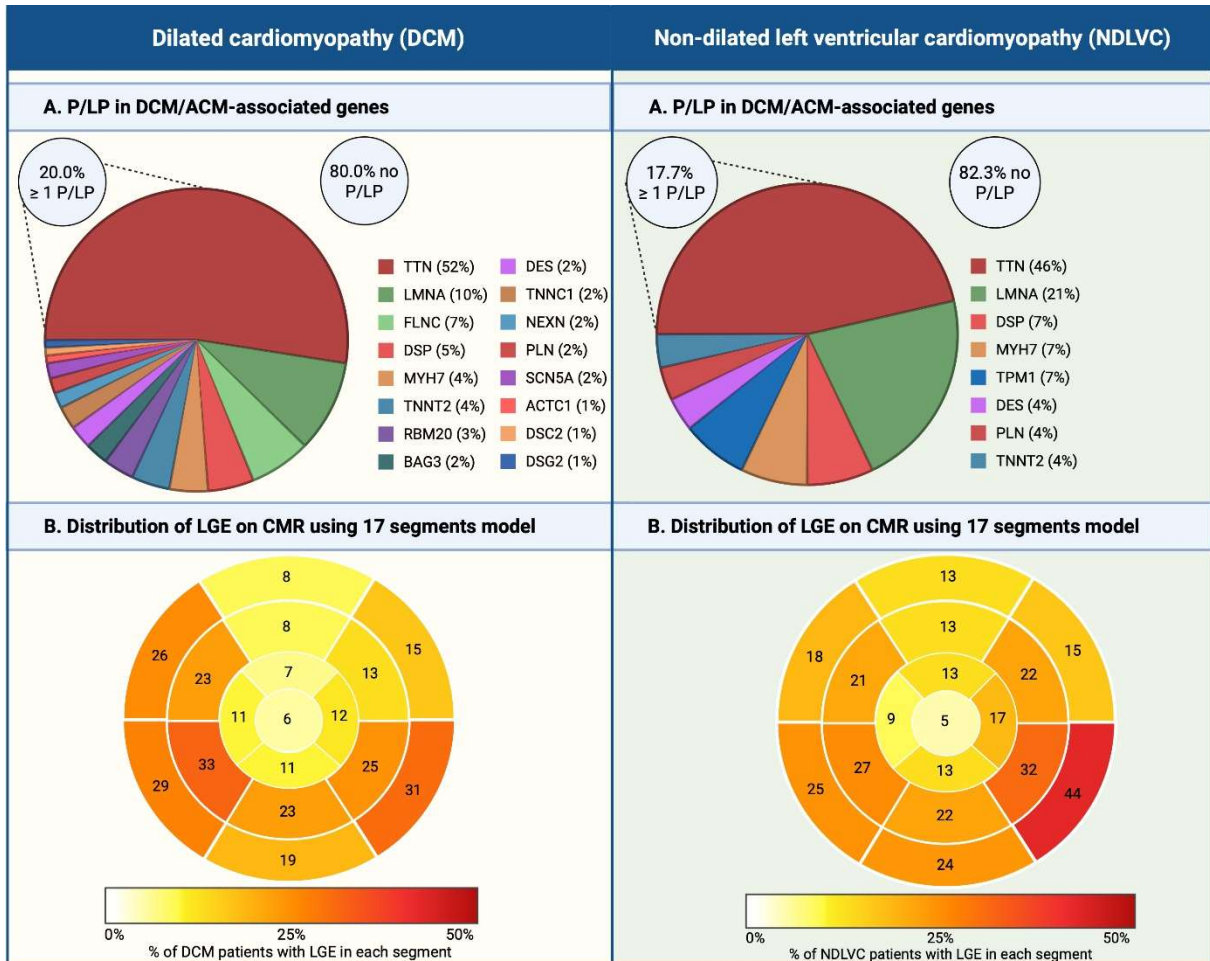 Dilated cardiomyopathy (DCM)
A. P/LP in DCM/ACM-associated genes
20.0%
≥ 1 P/LP
80.0% no
P/LP
TTN (52%)
LMNA (10%)
FLNC (7%)
DSP (5%)
MYH7 (4%)
TNNT2 (4%)
RBM20 (3%)
BAG3 (2%)
DES (2%)
TNNC1 (2%)
NEXN (2%)
PLN (2%)
SCN5A (2%)
ACTC1 (1%)
DSC2 (1%)
DSG2 (1%)
B. Distribution of LGE on CMR using 17 segments model
8
26
8
15
23
7
13
11
6
12
33
11
25
29
23
31
19
0%
25%
50%
% of DCM patients with LGE in each segment
Non-dilated left ventricular cardiomyopathy (NDLVC)
A. P/LP in DCM/ACM-associated genes
17.7%
≥ 1 P/LP
82.3% no
P/LP
TTN (46%)
LMNA (21%)
DSP (7%)
MYH7 (7%)
TPM1 (7%)
DES (4%)
PLN (4%)
TNNT2 (4%)
B. Distribution of LGE on CMR using 17 segments model
13
13
18
15
21
13
22
9
5
17
27
13
32
25
22
44
24
0%
25%
50%
% of NDLVC patients with LGE in each segment